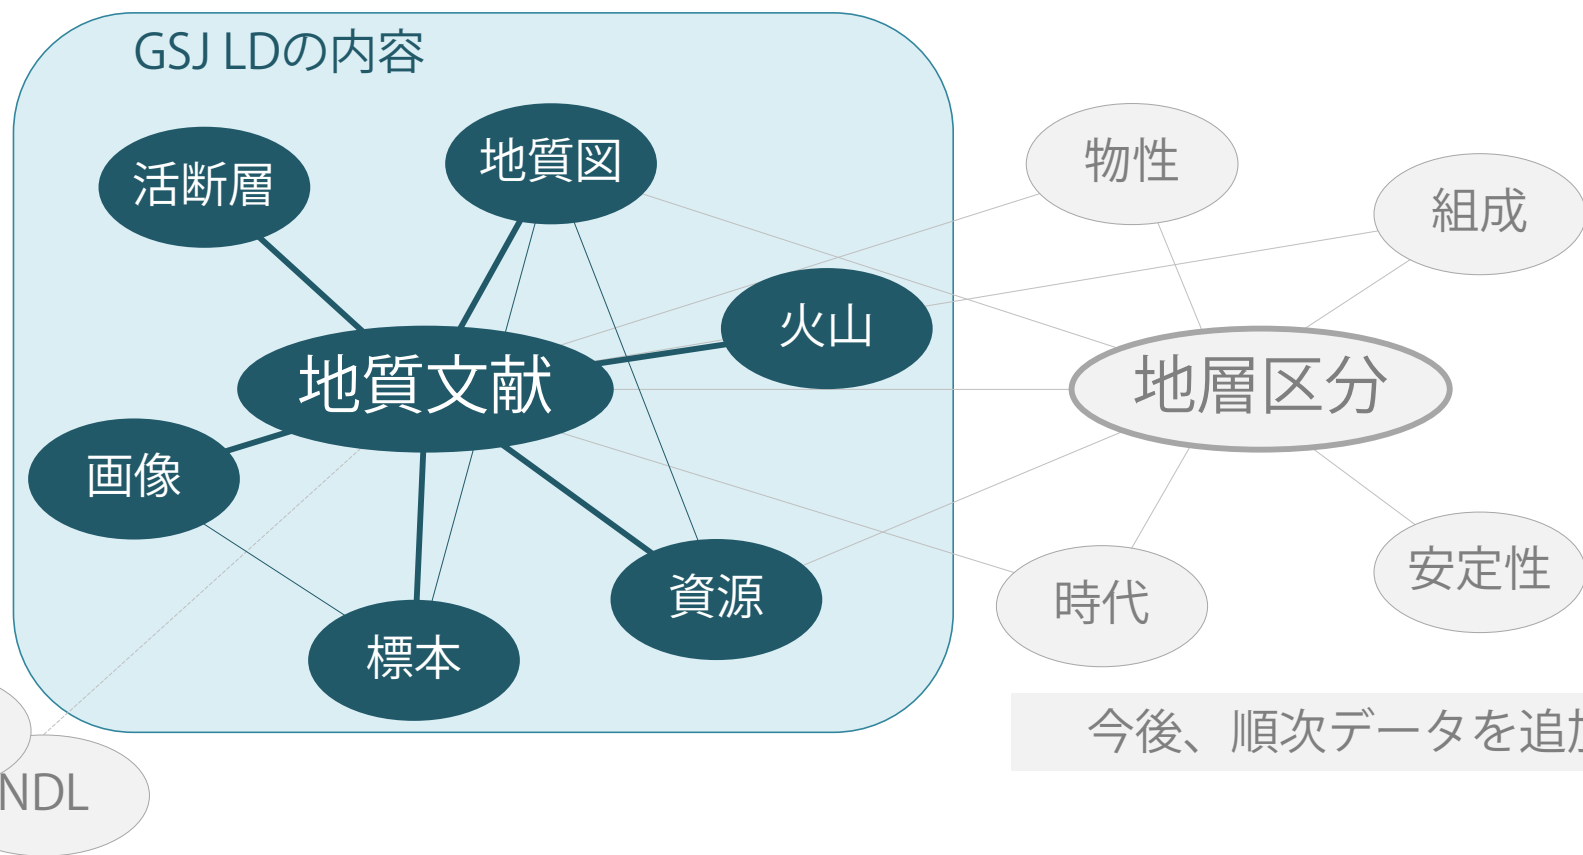 GSJ LDの内容
地質図
物性
活断層
組成
火山
地質文献
地層区分
画像
安定性
資源
時代
標本
今後、順次データを追
NDL